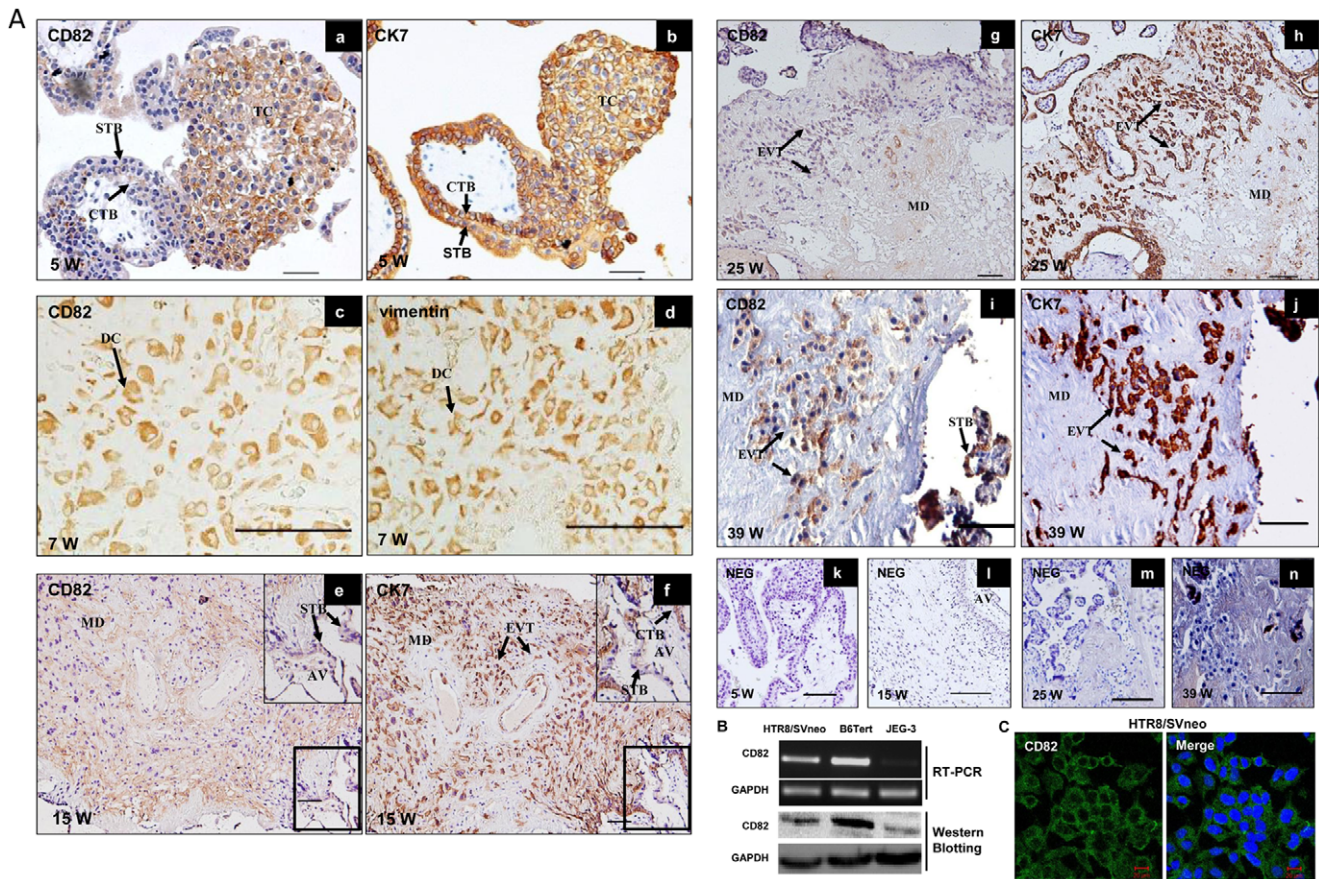 A
CD82
a
STB
TC
CTB
5 W
CK7
b
TC
CTB
STB
5 W
CD82
c
DC
7 W
vimentin
d
DC
7 W
CD82
e
MD
STB
AV
15 W
CK7
f
MD
EVT
CTB
AV
STB
15 W
CD82
g
EVT
MD
25 W
CK7
h
EVT
MD
25 W
CD82
i
MD
STB
EVT
39 W
CK7
j
MD
EVT
39 W
NEG
k
5 W
NEG
l
AV
15 W
NEG
m
25 W
NEG
n
39 W
B
HTR8/SVneo B6Tert JEG-3
CD82
RT-PCR
GAPDH
CD82
Western
Blotting
GAPDH
C
HTR8/SVneo
CD82
Merge